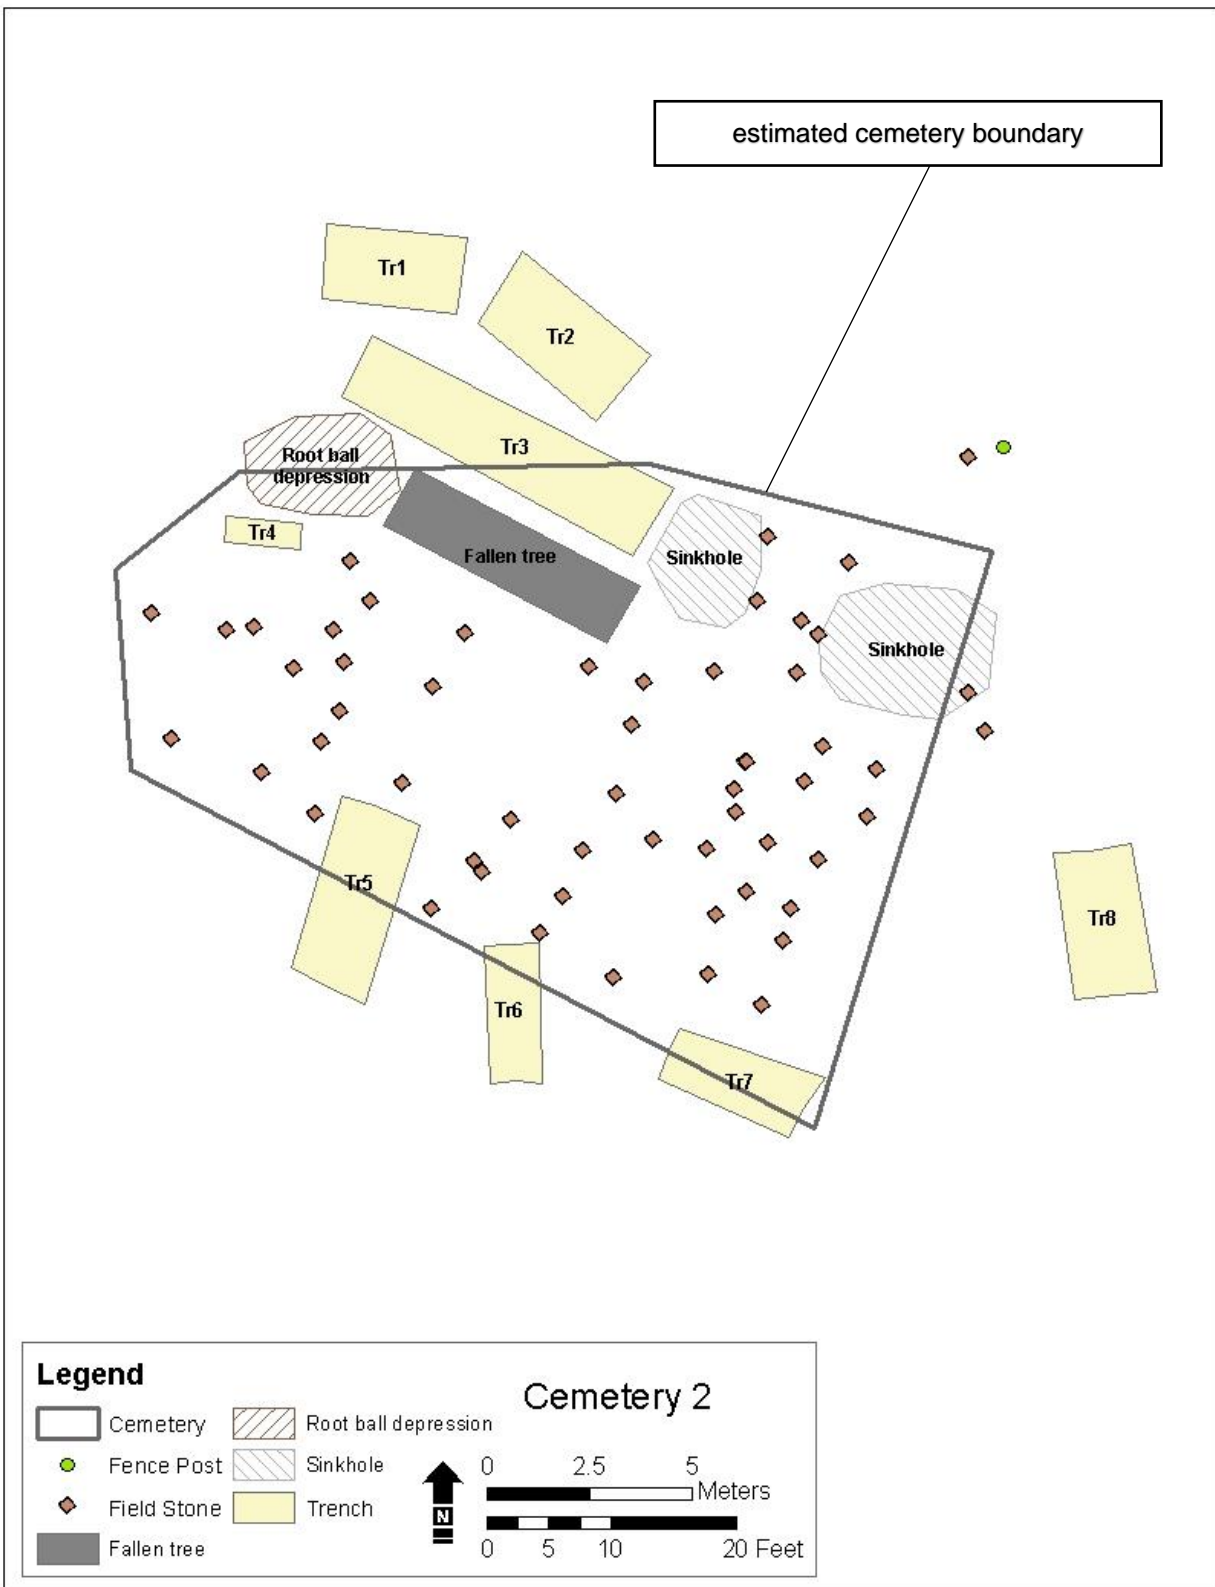 estimated cemetery boundary
Tr1
Tr2
Tr3
Root ball
depression
Tr4
Fallen tree
Sinkhole
Sinkhole
Tr5
Tr8
Tr6
Tr7
Legend
Cemetery 2
Cemetery
Root ball depression
Fence Post
Sinkhole
Field Stone
Trench
Fallen tree
N
0 2.5 5
Meters
0 5 10 20 Feet